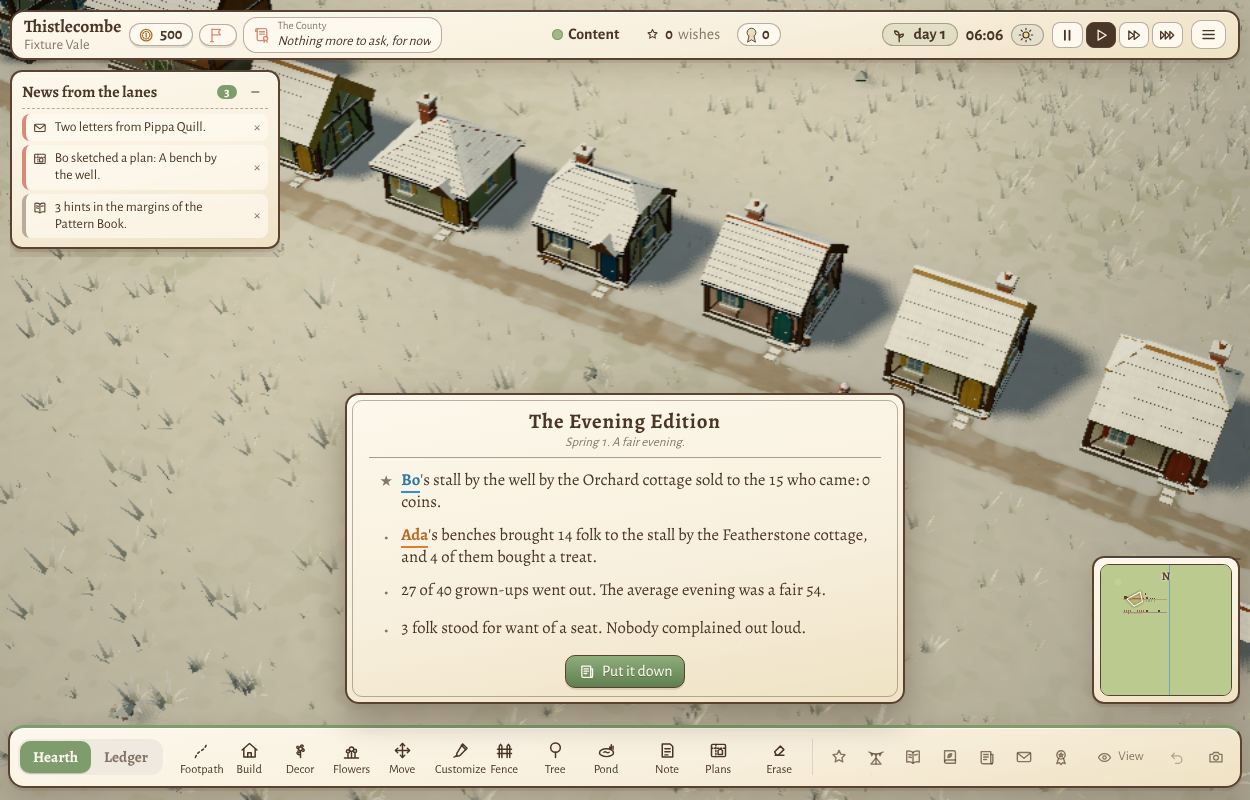 Thistlecombe
Fixture Vale
500
The County
Nothing more to ask, for now
Content
0 wishes
0
day 1
06:06
News from the lanes
3
Two letters from Pippa Quill.
Bo sketched a plan: A bench by
the well.
3 hints in the margins of the
Pattern Book.
The Evening Edition
Spring 1. A fair evening.
Bo's stall by the well by the Orchard cottage sold to the 15 who came: 0
coins.
Ada's benches brought 14 folk to the stall by the Featherstone cottage,
and 4 of them bought a treat.
27 of 40 grown-ups went out. The average evening was a fair 54.
3 folk stood for want of a seat. Nobody complained out loud.
Put it down
N
Hearth
Ledger
Footpath
Build
Decor
Flowers
Move
Customize
Fence
Tree
Pond
Note
Plans
Erase
View